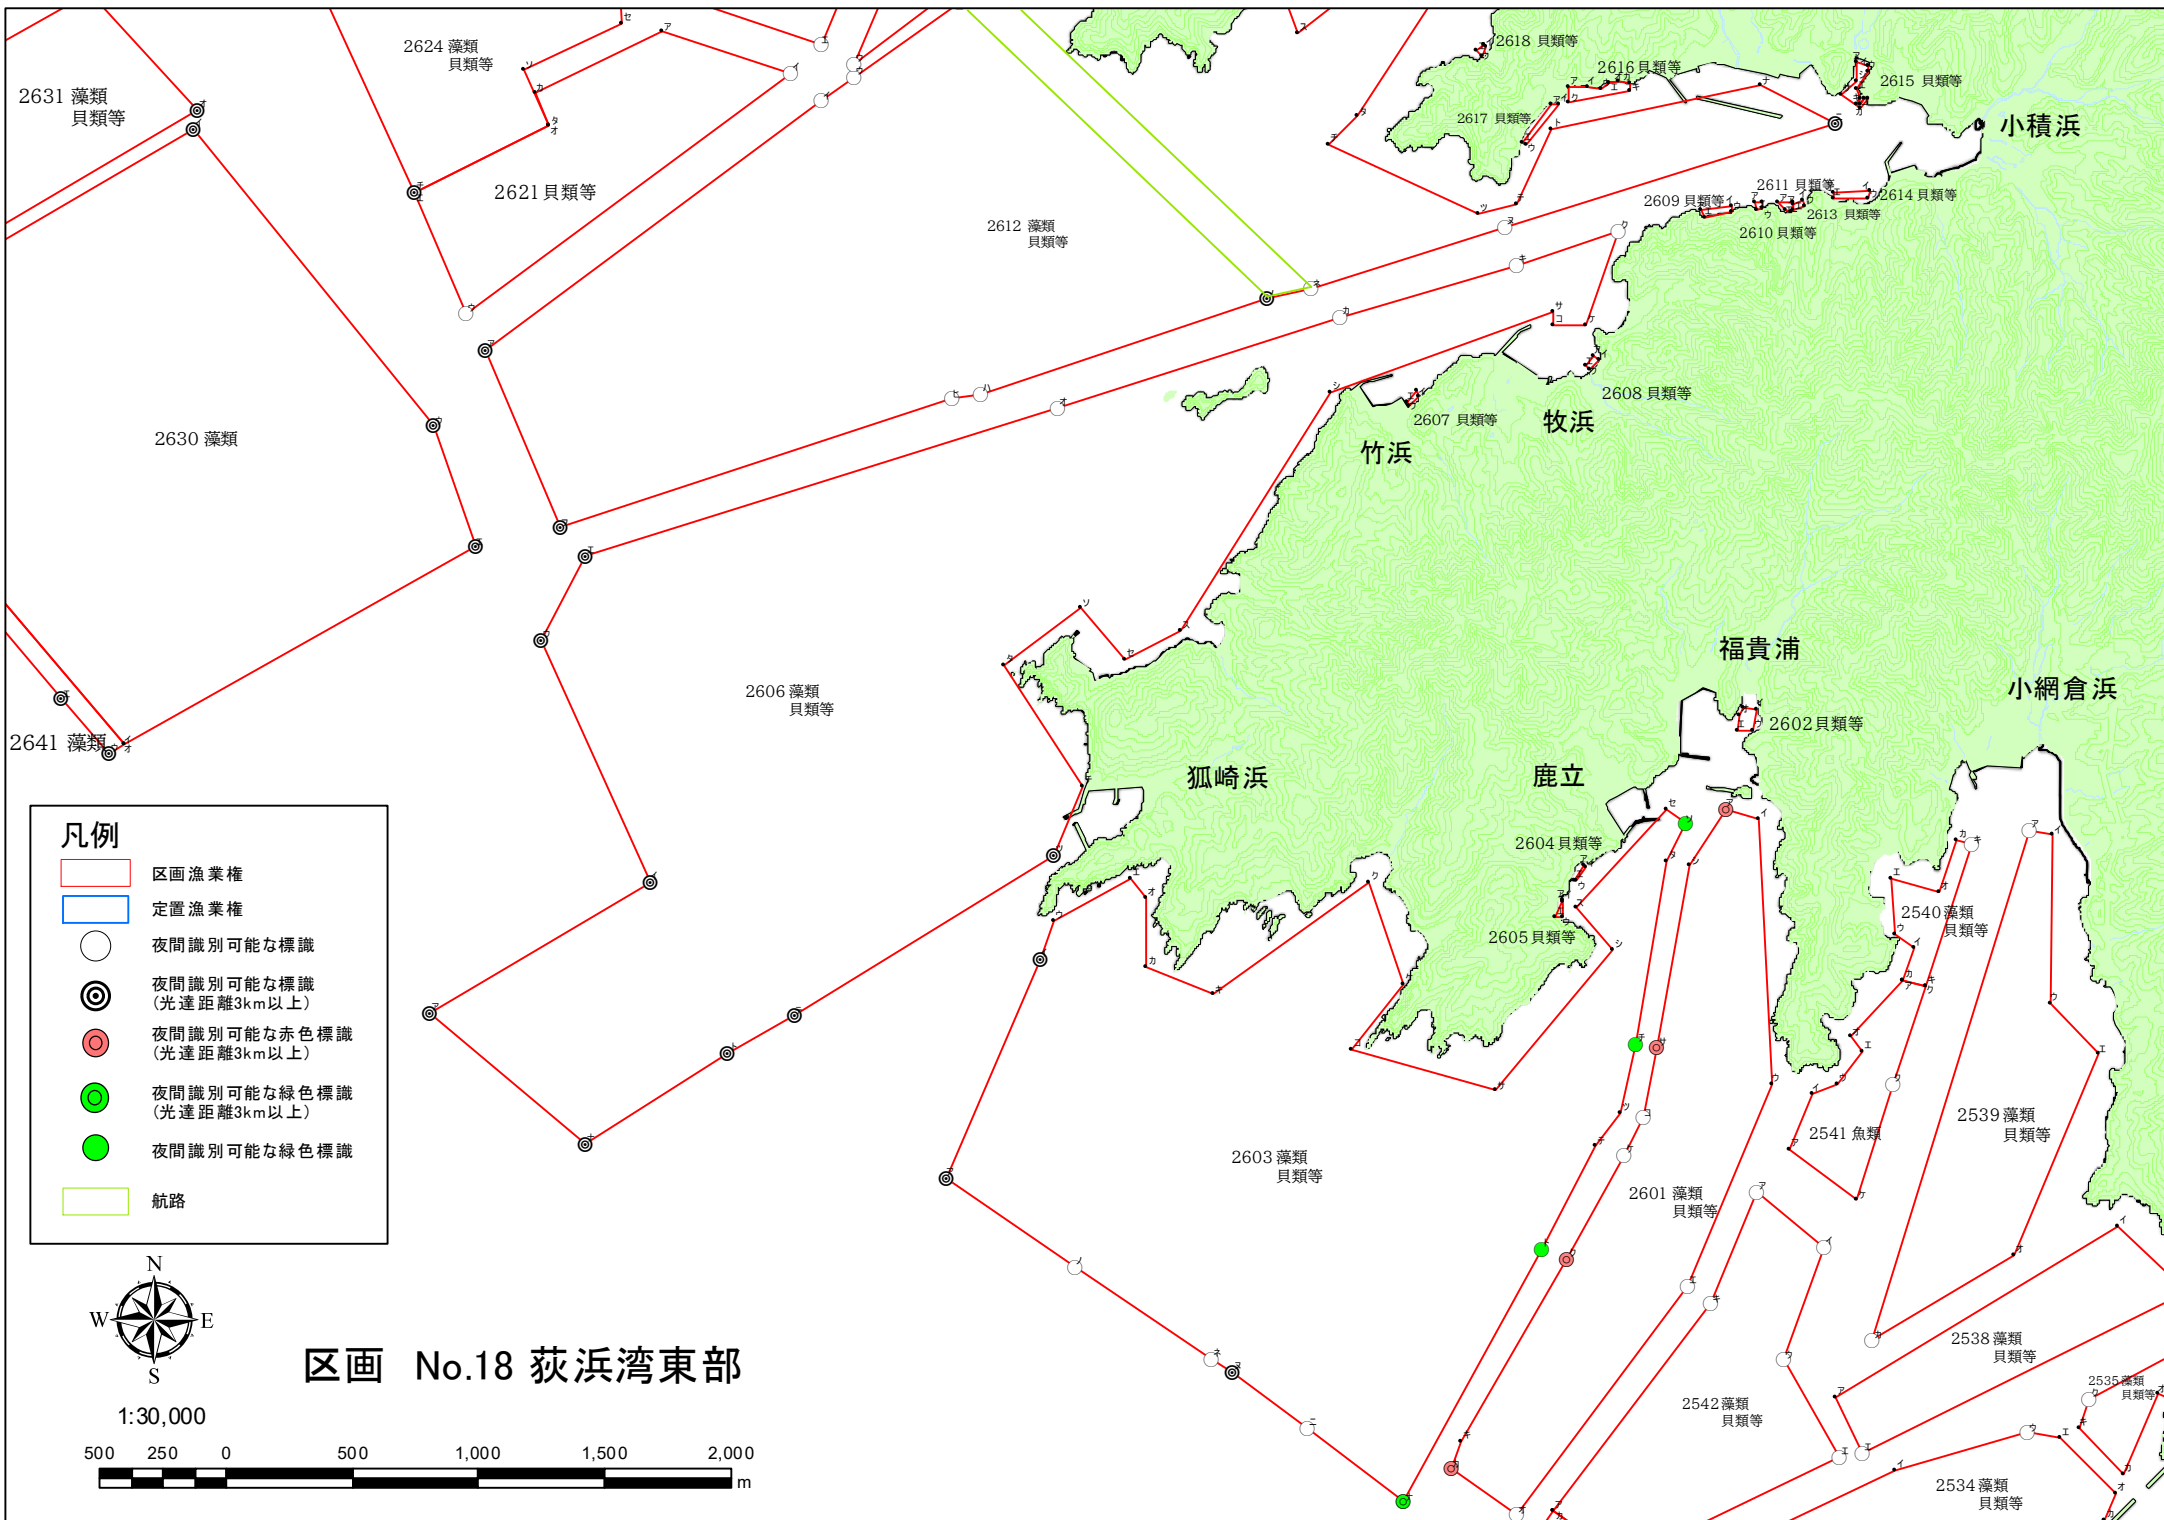 2624 藻類
貝類等
2618 貝類等
2616 貝類等
2615 貝類等
2631 藻類
貝類等
2617 貝類等
小積浜
2621 貝類等
2611 貝類等
2614 貝類等
2609 貝類等
2613 貝類等
2610 貝類等
2612 藻類
貝類等
2608 貝類等
2607 貝類等
牧浜
竹浜
2630 藻類
福貴浦
小網倉浜
2606 藻類
貝類等
2602 貝類等
2641 藻類
狐崎浜
鹿立
2604 貝類等
2605 貝類等
2540 藻類
貝類等
2539 藻類
貝類等
2541 魚類
2603 藻類
貝類等
2601 藻類
貝類等
2538 藻類
貝類等
2535 藻類
貝類等
2542 藻類
貝類等
2534 藻類
貝類等
凡例
区画漁業権
定置漁業権
夜間識別可能な標識
夜間識別可能な標識
(光達距離3km以上)
夜間識別可能な赤色標識
(光達距離3km以上)
夜間識別可能な緑色標識
(光達距離3km以上)
夜間識別可能な緑色標識
航路
N
W E
S
区画 No.18 荻浜湾東部
1:30,000
500 250 0 500 1,000 1,500 2,000
m